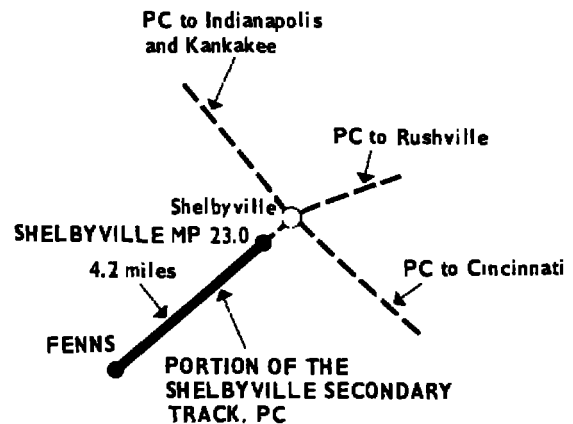 PC to Indianapolis
and Kankakee
PC to Rushville
Shelbyville
SHELBYVILLE MP 23.0
4.2 miles
PC to Cincinnati
FENNS
PORTION OF THE
SHELBYVILLE SECONDARY
TRACK, PC